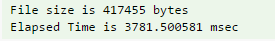 File size is 417455 bytes
Elapsed Time is 3781.500581 msec